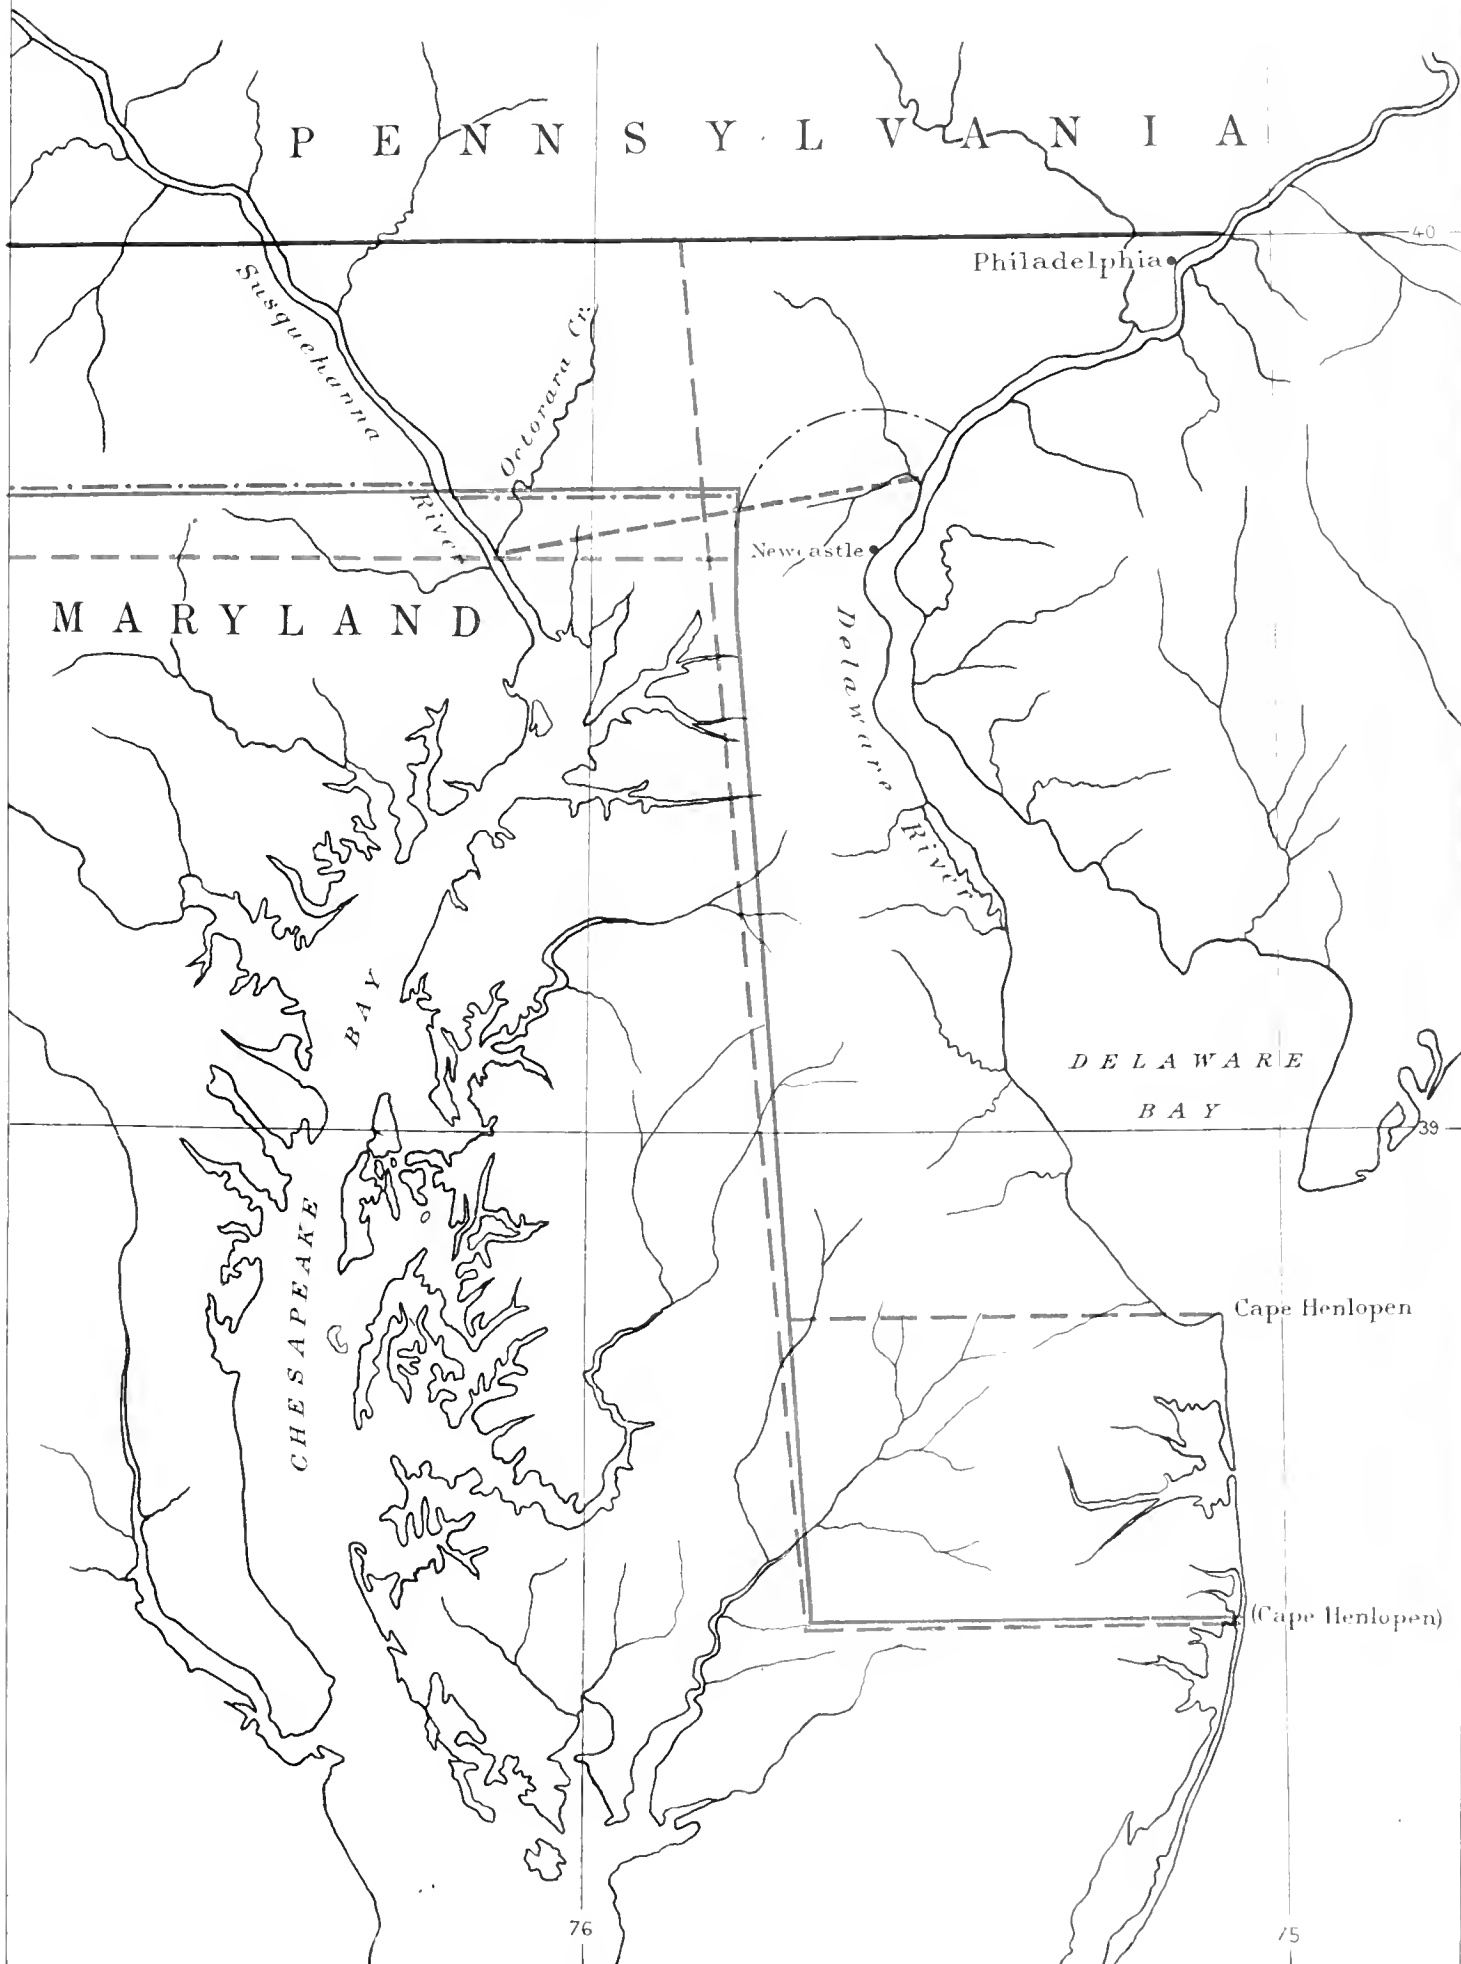 PENNSYLVANIA
40
Philadelphia
Susquehanna
River
Octorara Cr.
Newcastle
MARYLAND
Delaware
River
BAY
CHESAPEAKE
DELAWARE
BAY
39
Cape Henlopen
(Cape Henlopen)
76
75